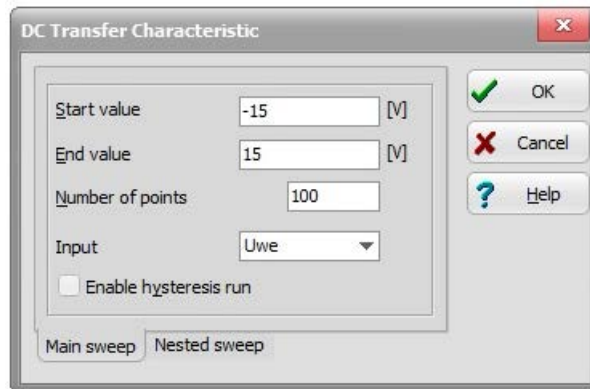 DC Transfer Characteristic
Start value -15 [V]
End value 15 [V]
Number of points 100
Input Uwe
Enable hysteresis run
Main sweep Nested sweep
OK
Cancel
Help